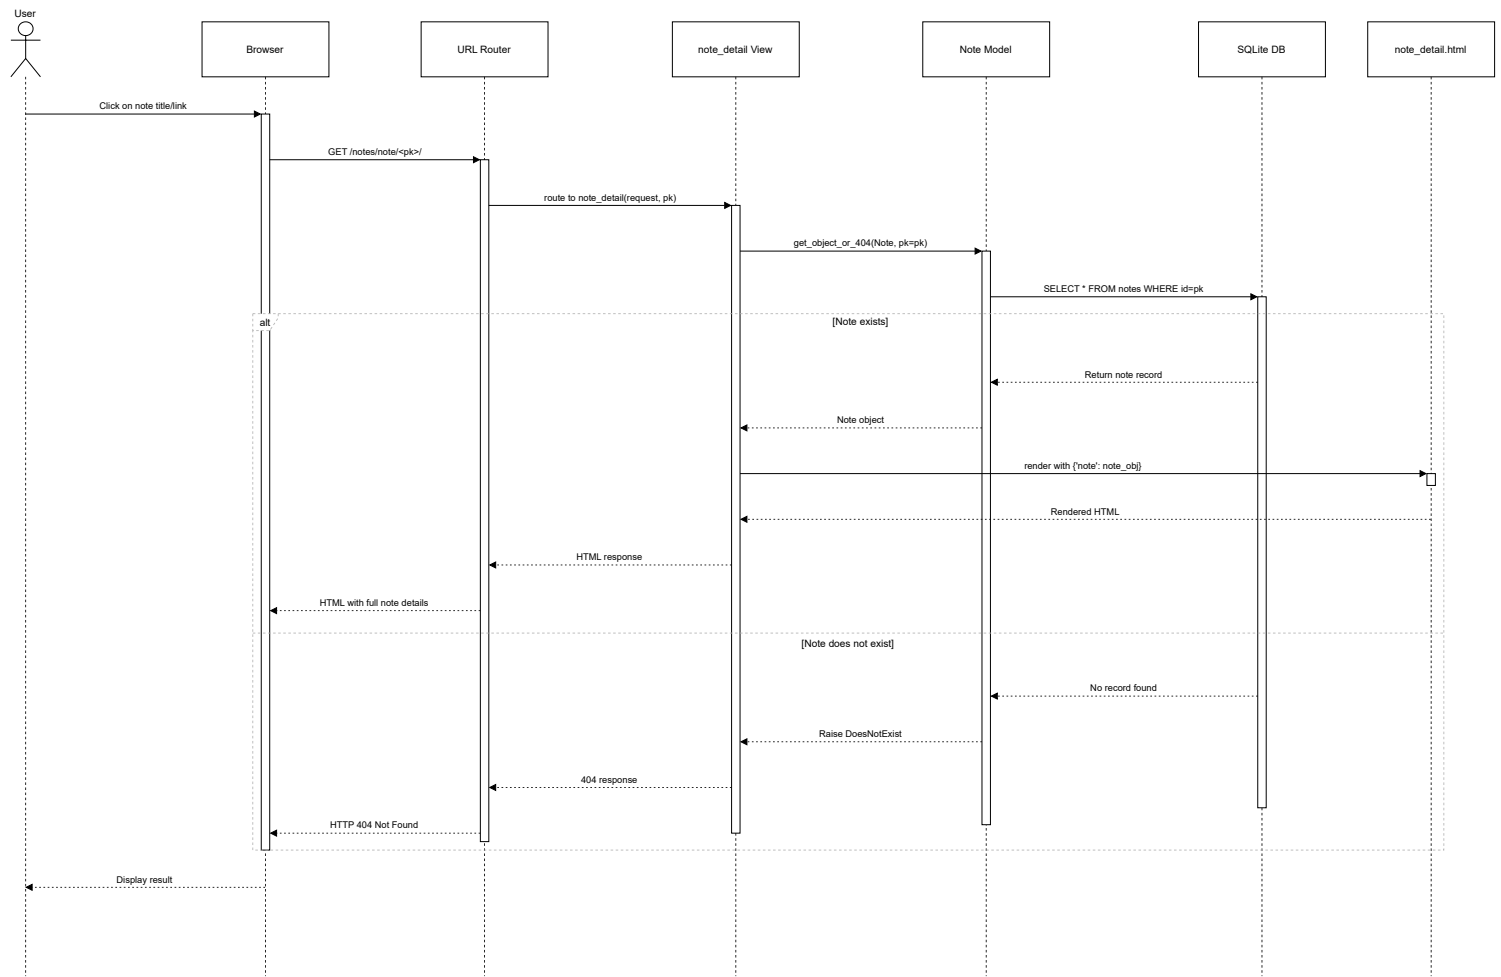 User
Browser
URL Router
note_detail View
Note Model
SQLite DB
note_detail.html
Click on note title/link
GET /notes/note/<pk>/
route to note_detail(request, pk)
get_object_or_404(Note, pk=pk)
SELECT * FROM notes WHERE id=pk
alt
[Note exists]
Return note record
Note object
render with {'note': note_obj}
Rendered HTML
HTML response
HTML with full note details
[Note does not exist]
No record found
Raise DoesNotExist
404 response
HTTP 404 Not Found
Display result